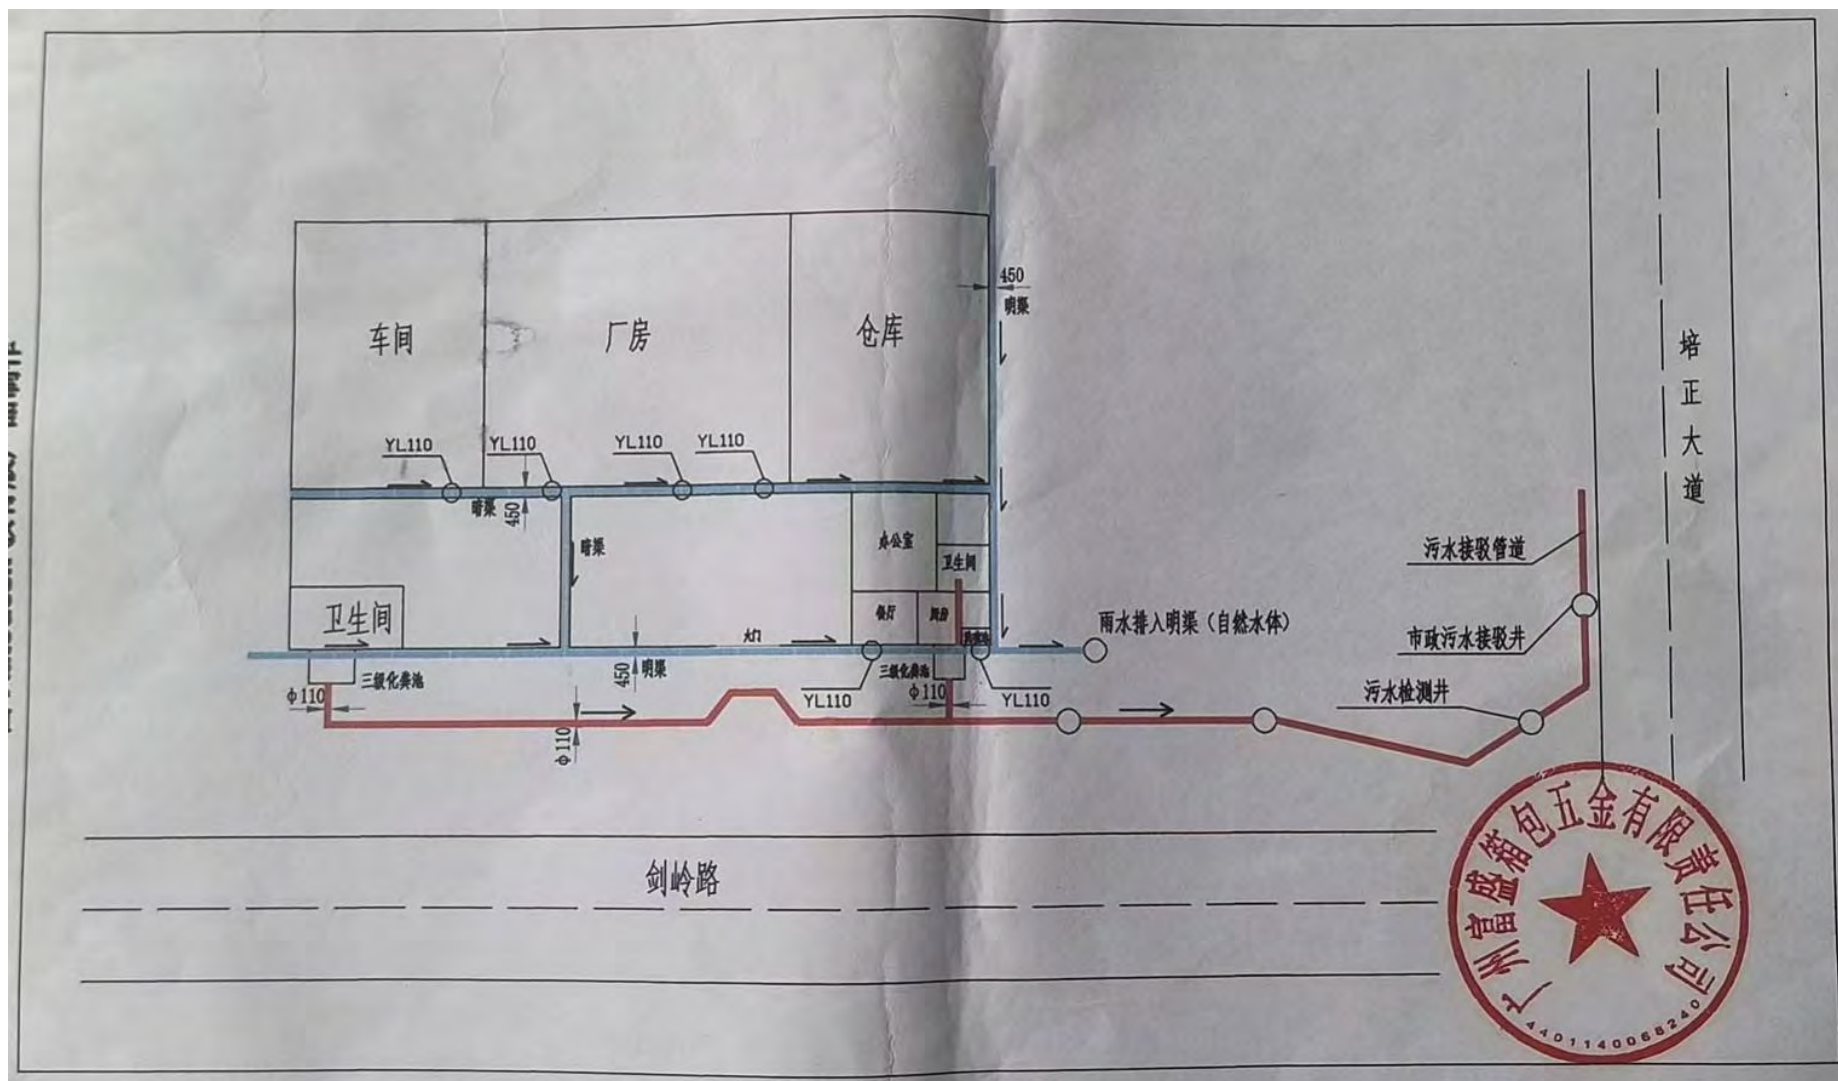 450
明渠
车间
厂房
仓库
培正大道
YL110
YL110
YL110
YL110
暗渠
450
暗渠
办公室
卫生间
污水接驳管道
卫生间
餐厅
厨房
大门
雨水排入明渠（自然水体）
市政污水接驳井
450
明渠
三级化粪池
三级化粪池
污水检测井
φ110
YL110
φ110
YL110
φ110
剑岭路
广州富盛箱包五金有限责任公司
4401140068240